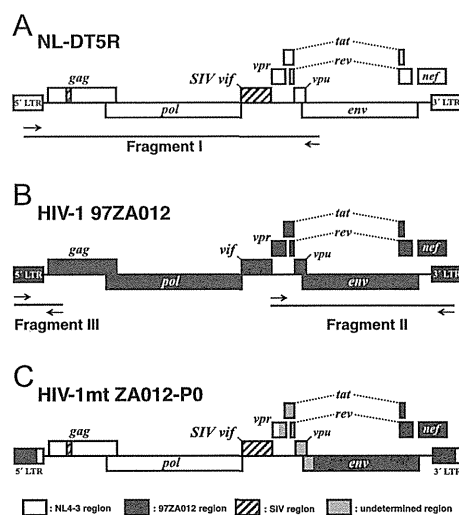 A
NL-DT5R
tat
vpr
rev
gag
SIV vif
vpu
nef
5' LTR
3' LTR
pol
env
Fragment I
B
HIV-1 97ZA012
tat
vpr
rev
gag
vif
vpu
nef
5' LTR
3' LTR
pol
env
Fragment III
Fragment II
C
HIV-1mt ZA012-P0
tat
vpr
rev
gag
SIV vif
vpu
nef
5' LTR
3' LTR
pol
env
: NL4-3 region : 97ZA012 region : SIV region : undetermined region